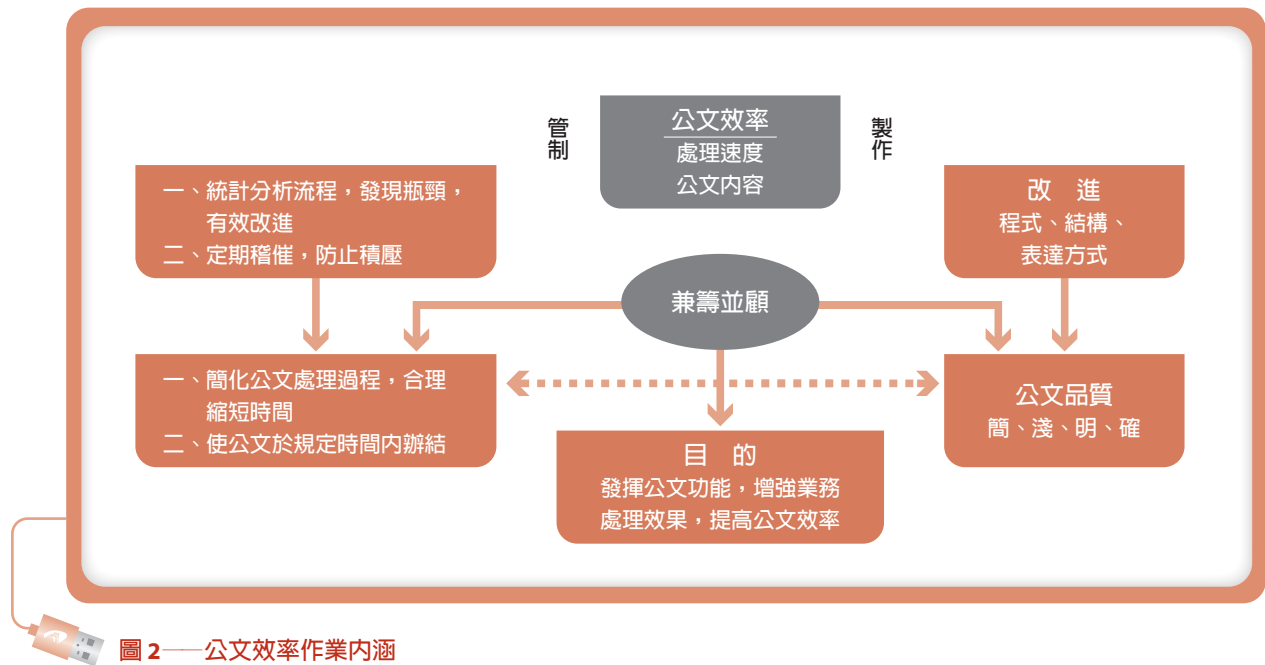 管制
公文效率
處理速度
公文內容
製作
一、統計分析流程，發現瓶頸，
有效改進
二、定期稽催，防止積壓
改　進
程式、結構、
表達方式
兼籌並顧
一、簡化公文處理過程，合理
縮短時間
二、使公文於規定時間內辦結
公文品質
簡、淺、明、確
目　的
發揮公文功能，增強業務
處理效果，提高公文效率
圖2──公文效率作業內涵